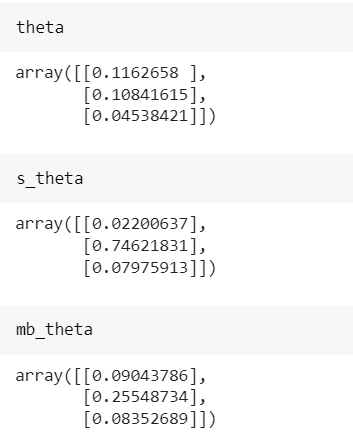 theta
array([[0.1162658 ],
       [0.10841615],
       [0.04538421]])
s_theta
array([[0.02200637],
       [0.74621831],
       [0.07975913]])
mb_theta
array([[0.09043786],
       [0.25548734],
       [0.08352689]])